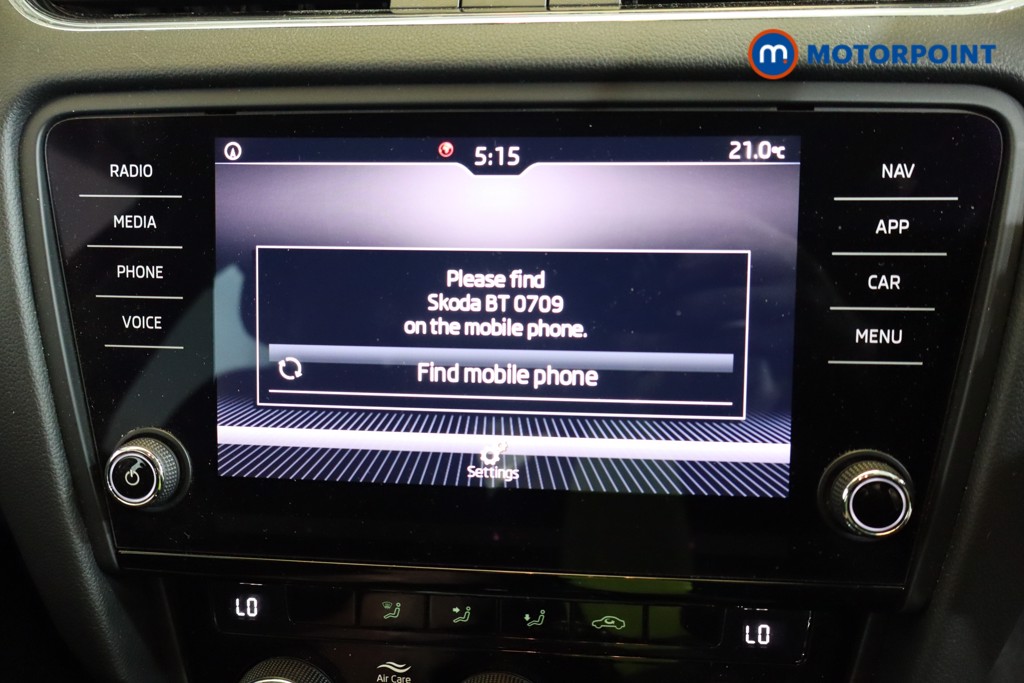 m. MOTORPOINT
5:15
21.0°C
RADIO
MEDIA
PHONE
VOICE
NAV
APP
CAR
MENU
Please find
Skoda BT 0709
on the mobile phone.
Find mobile phone
Settings
LO
LO
Air Care